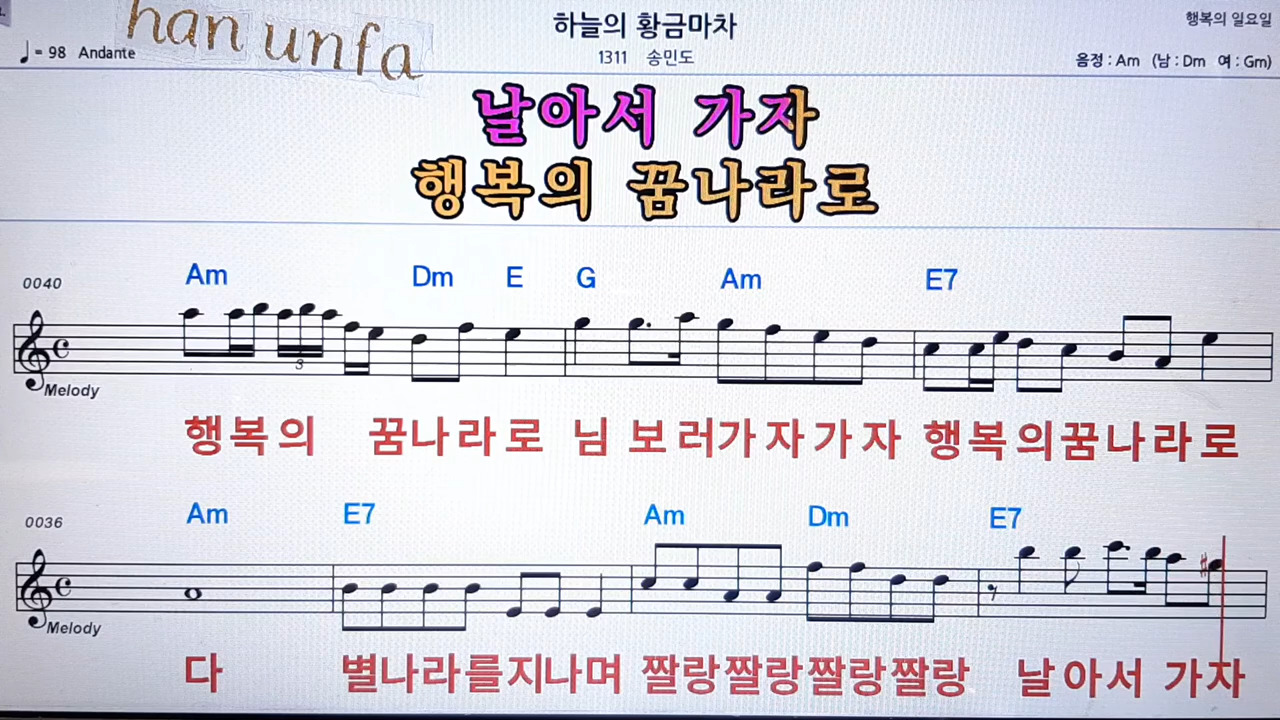 han unfa
하늘의 황금마차
행복의 일요일
♩= 98 Andante
1311 송민도
음정 : Am (남 : Dm 여 : Gm)
날아서 가자
행복의 꿈나라로
0040
Am Dm E G Am E7
3
Melody
행복의 꿈나라로 님 보러가자가자 행복의꿈나라로
0036
Am E7 Am Dm E7
Melody
다 별나라를지나며 짤랑짤랑짤랑짤랑 날아서 가자